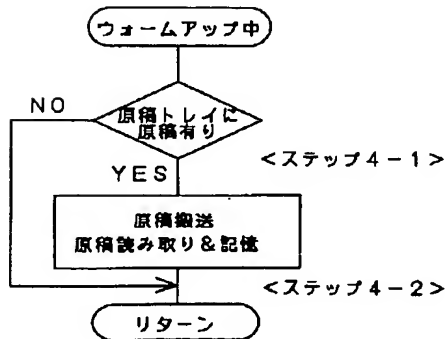 ウォームアップ中
NO
原稿トレイに
原稿有り
<ステップ4-1>
YES
原稿搬送
原稿読み取り&記憶
<ステップ4-2>
リターン